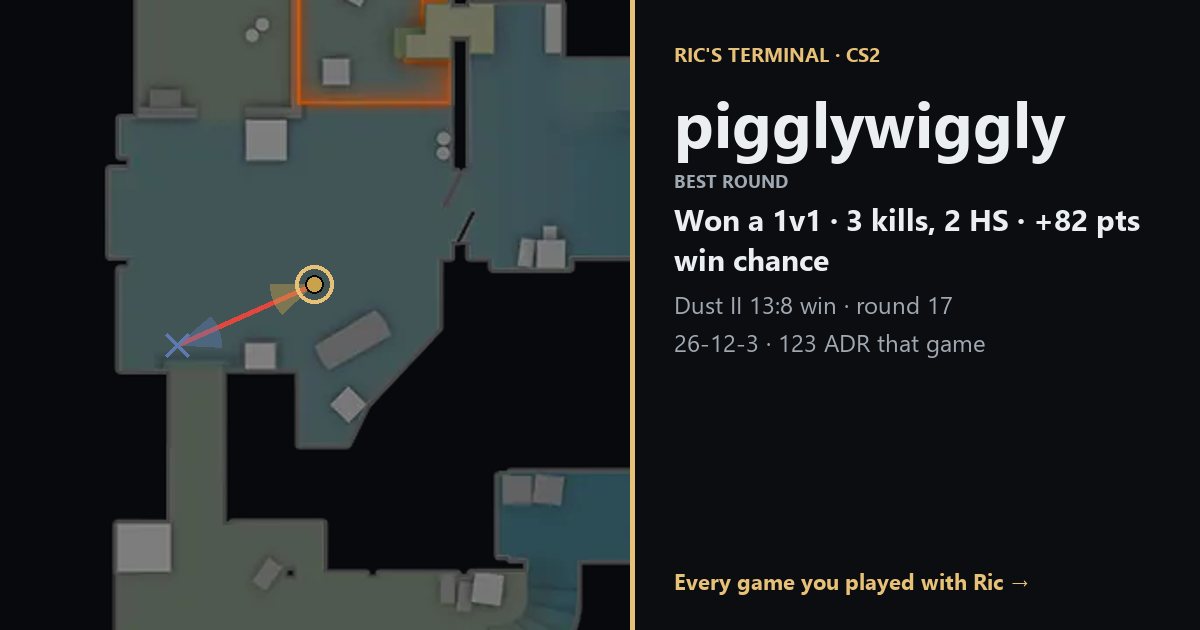 RIC'S TERMINAL · CS2
pigglywiggly
BEST ROUND
Won a 1v1 · 3 kills, 2 HS · +82 pts
win chance
Dust II 13:8 win · round 17
26-12-3 · 123 ADR that game
Every game you played with Ric →